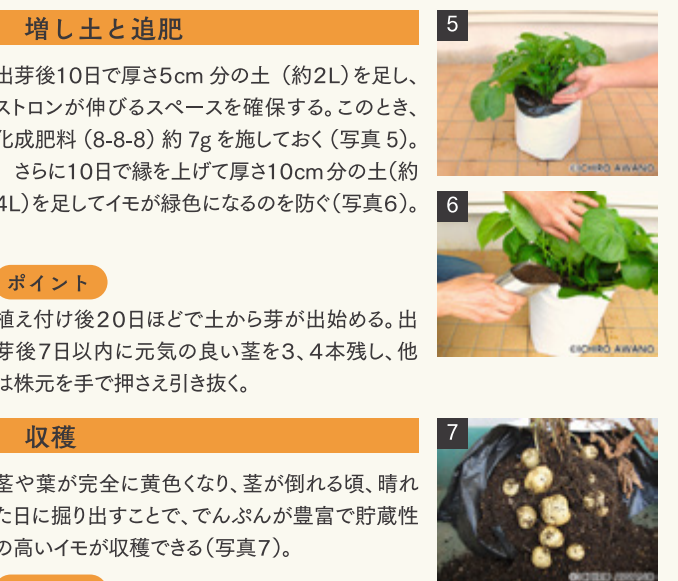 増し土と追肥
出芽後10日で厚さ5cm 分の土（約2L）を足し、
ストロンが伸びるスペースを確保する。このとき、
化成肥料（8-8-8）約 7g を施しておく（写真 5）。
さらに10日で縁を上げて厚さ10cm分の土（約
4L）を足してイモが緑色になるのを防ぐ（写真6）。
ポイント
植え付け後20日ほどで土から芽が出始める。出
芽後7日以内に元気の良い茎を3、4本残し、他
は株元を手で押さえ引き抜く。
収穫
茎や葉が完全に黄色くなり、茎が倒れる頃、晴れ
た日に掘り出すことで、でんぷんが豊富で貯蔵性
の高いイモが収穫できる（写真7）。
5
©ICHIRO AWANO
6
©ICHIRO AWANO
7
©ICHIRO AWANO